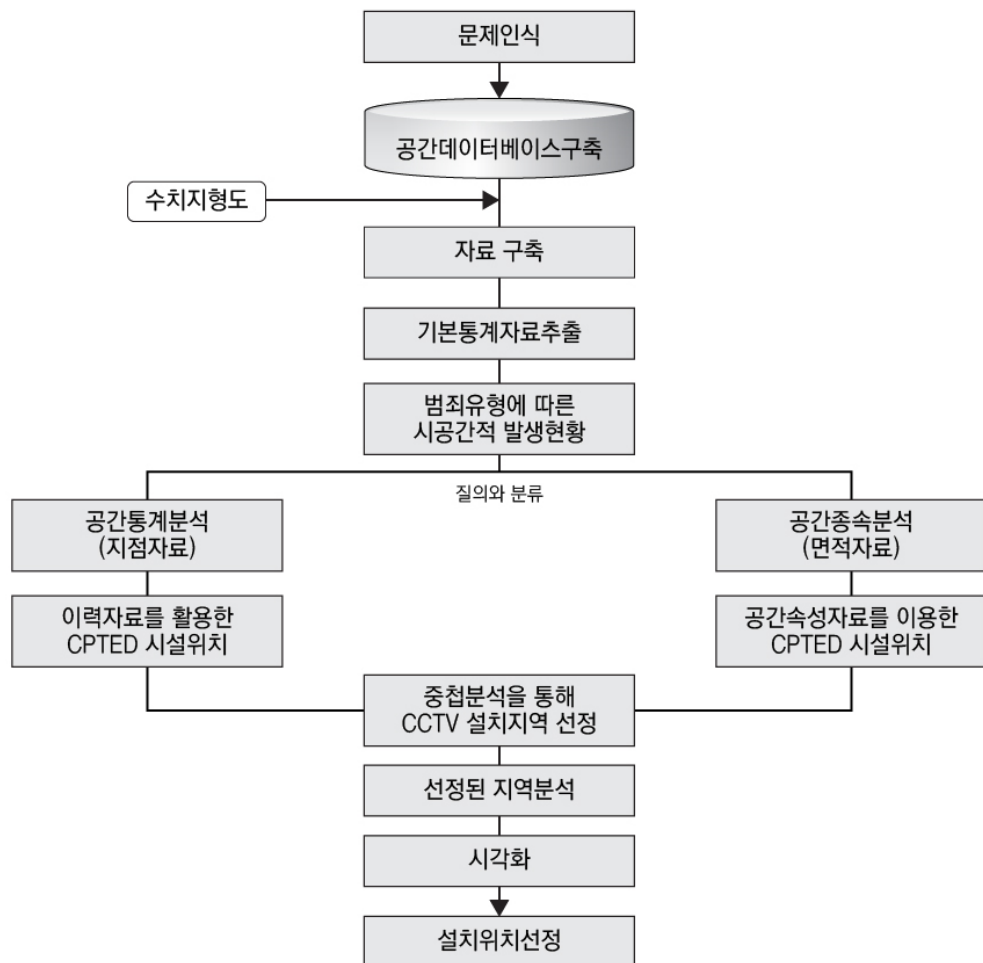 문제인식
공간데이터베이스구축
수치지형도
자료 구축
기본통계자료추출
범죄유형에 따른
시공간적 발생현황
질의와 분류
공간통계분석
(지점자료)
공간종속분석
(면적자료)
이력자료를 활용한
CPTED 시설위치
공간속성자료를 이용한
CPTED 시설위치
중첩분석을 통해
CCTV 설치지역 선정
선정된 지역분석
시각화
설치위치선정